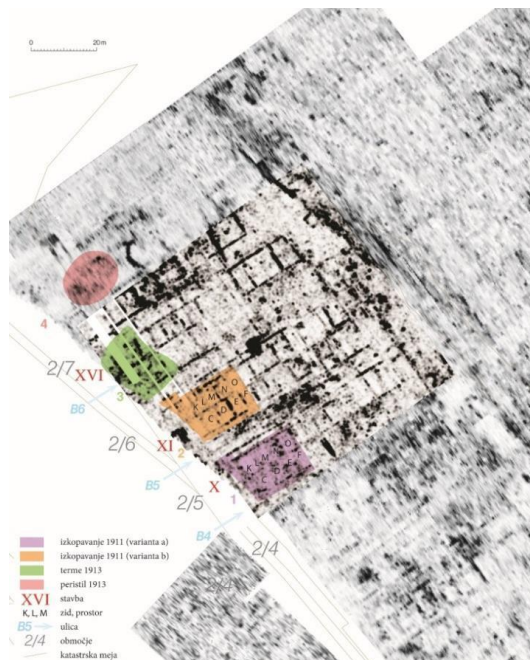 0 20 m
4
2/7
XVI
B6
3
2/6
L M N O
C D E F
XI
2
B5
K L M N O
C D E F
X
2/5
1
B4
2/4
izkopavanje 1911 (varianta a)
izkopavanje 1911 (varianta b)
terme 1913
peristil 1913
XVI stavba
K, L, M zid, prostor
B5 ulica
2/4 območje
katastrska meja